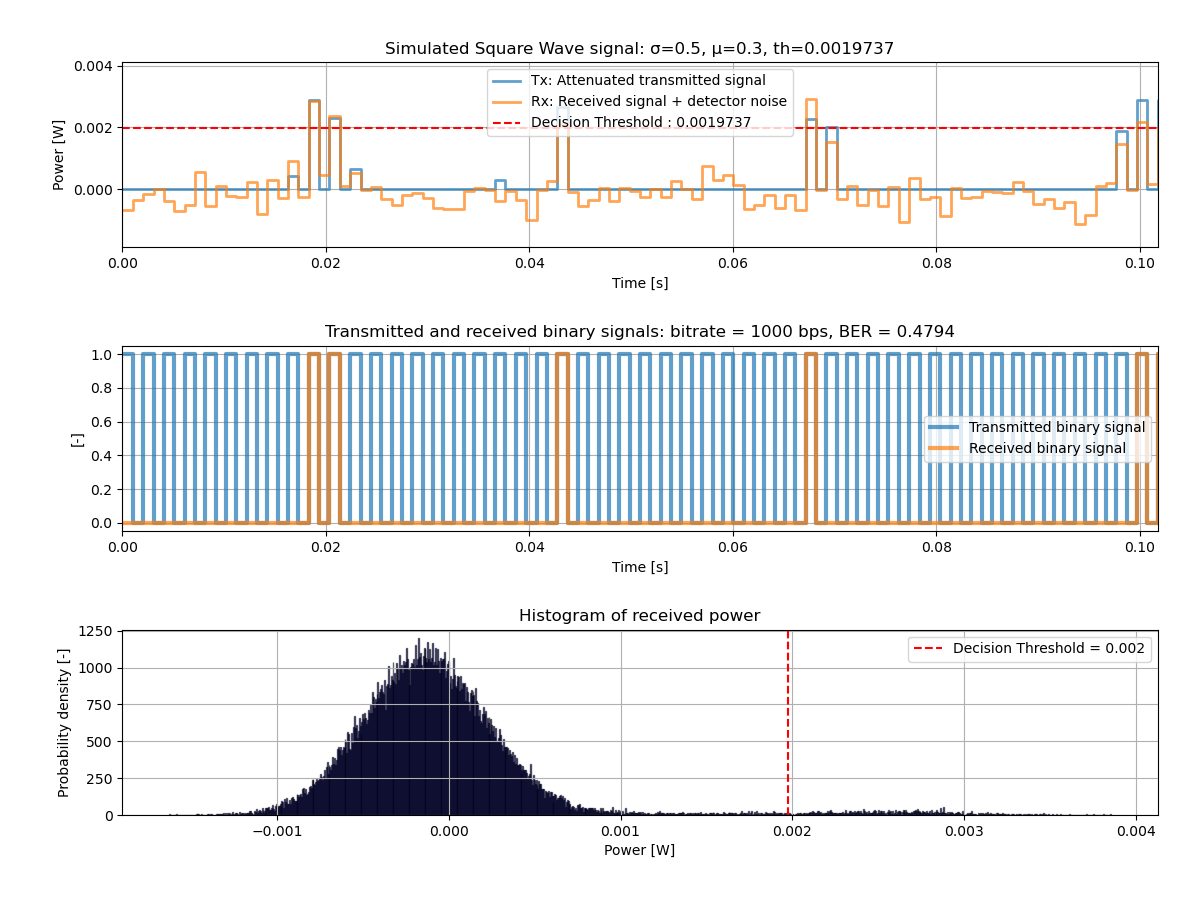 Simulated Square Wave signal: σ=0.5, μ=0.3, th=0.0019737
Power [W]
0.004
0.002
0.000
Tx: Attenuated transmitted signal
Rx: Received signal + detector noise
Decision Threshold : 0.0019737
0.00 0.02 0.04 0.06 0.08 0.10
Time [s]
Transmitted and received binary signals: bitrate = 1000 bps, BER = 0.4794
[-]
1.0
0.8
0.6
0.4
0.2
0.0
Transmitted binary signal
Received binary signal
0.00 0.02 0.04 0.06 0.08 0.10
Time [s]
Histogram of received power
Probability density [-]
1250
1000
750
500
250
0
Decision Threshold = 0.002
−0.001 0.000 0.001 0.002 0.003 0.004
Power [W]